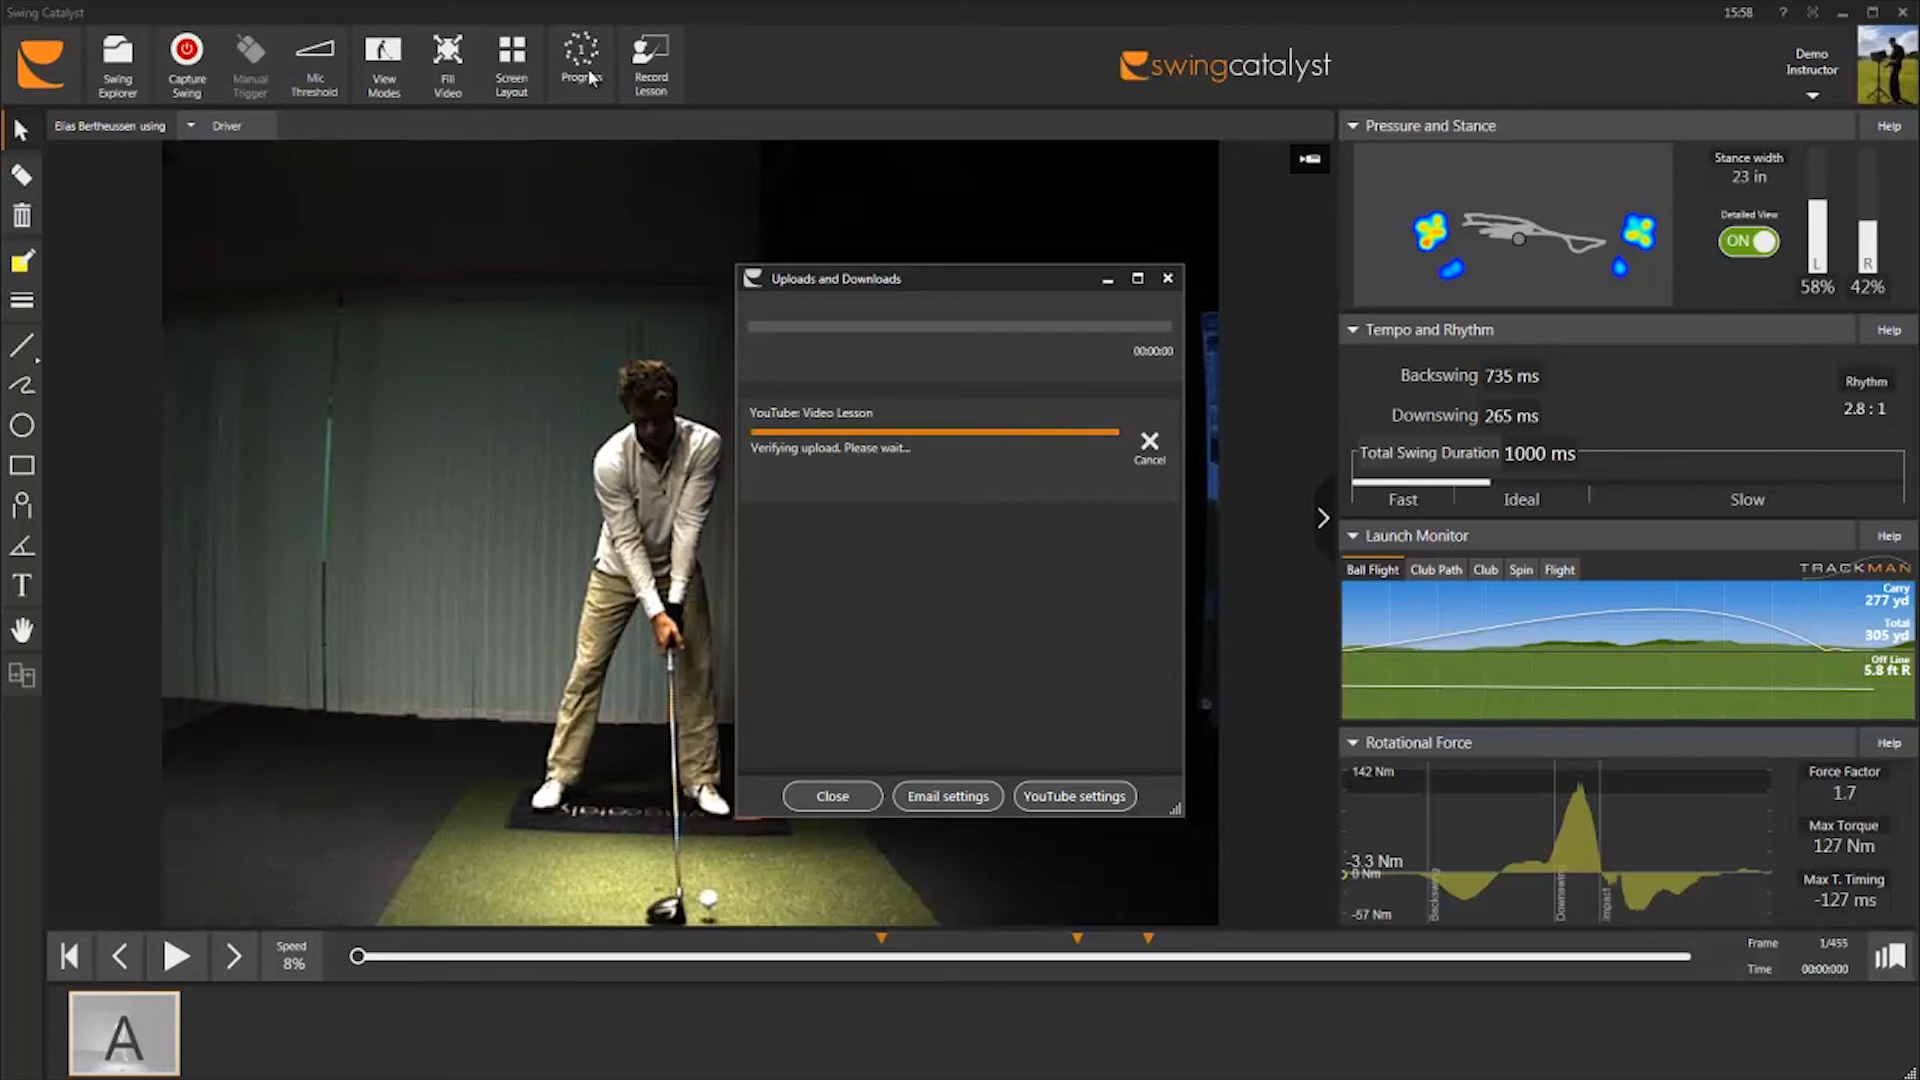 Swing Catalyst
15:58
?
Swing Explorer
Capture Swing
Manual Trigger
Mic Threshold
View Modes
Fill Video
Screen Layout
1
Progress
Record Lesson
swingcatalyst
Demo Instructor
Elias Bertheussen using
Driver
Pressure and Stance
Help
Stance width
23 in
Detailed View
ON
L
R
58%
42%
Uploads and Downloads
00:00:00
YouTube: Video Lesson
Verifying upload. Please wait...
Cancel
Close
Email settings
YouTube settings
Tempo and Rhythm
Help
Backswing 735 ms
Downswing 265 ms
Rhythm
2.8 : 1
Total Swing Duration 1000 ms
Fast
Ideal
Slow
Launch Monitor
Help
Ball Flight
Club Path
Club
Spin
Flight
TRACKMAN
Carry
277 yd
Total
305 yd
Off Line
5.8 ft R
Rotational Force
Help
142 Nm
-3.3 Nm
0 Nm
-57 Nm
Backswing
Downswing
Impact
Force Factor
1.7
Max Torque
127 Nm
Max T. Timing
-127 ms
T
Speed
8%
Frame 1/455
Time 00:00:000
A